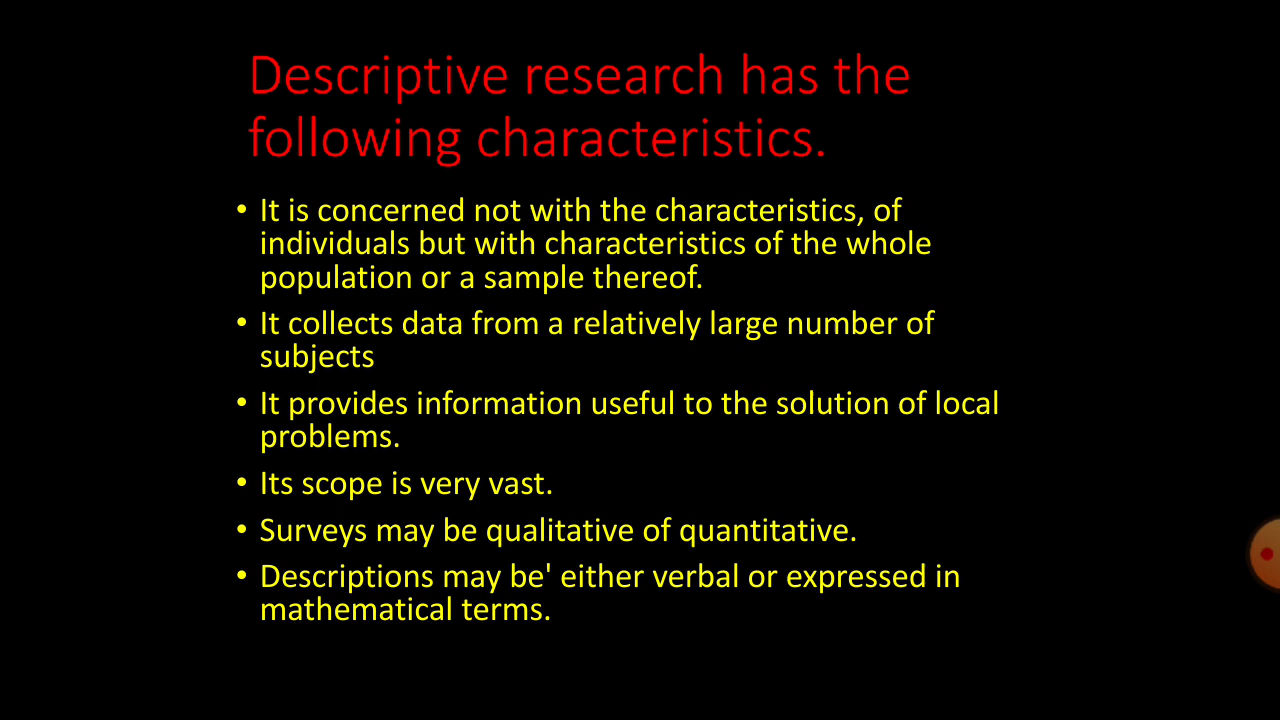 Descriptive research has the
following characteristics.
• It is concerned not with the characteristics, of
individuals but with characteristics of the whole
population or a sample thereof.
• It collects data from a relatively large number of
subjects
• It provides information useful to the solution of local
problems.
• Its scope is very vast.
• Surveys may be qualitative of quantitative.
• Descriptions may be' either verbal or expressed in
mathematical terms.